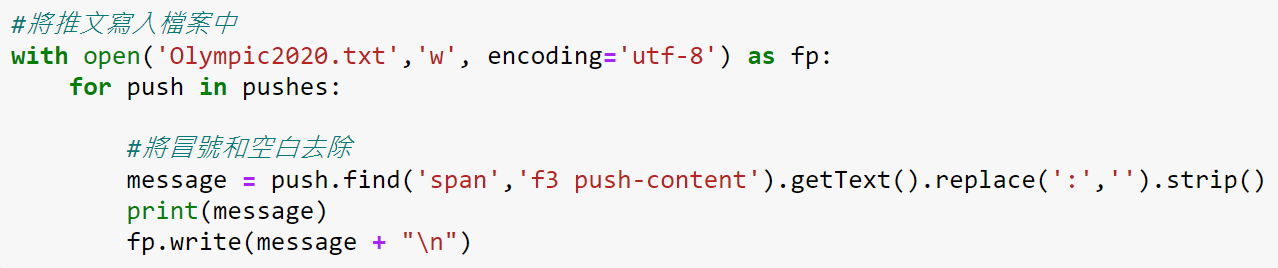 #將推文寫入檔案中
with open('Olympic2020.txt','w', encoding='utf-8') as fp:
    for push in pushes:
        #將冒號和空白去除
        message = push.find('span','f3 push-content').getText().replace(':','').strip()
        print(message)
        fp.write(message + "\n")